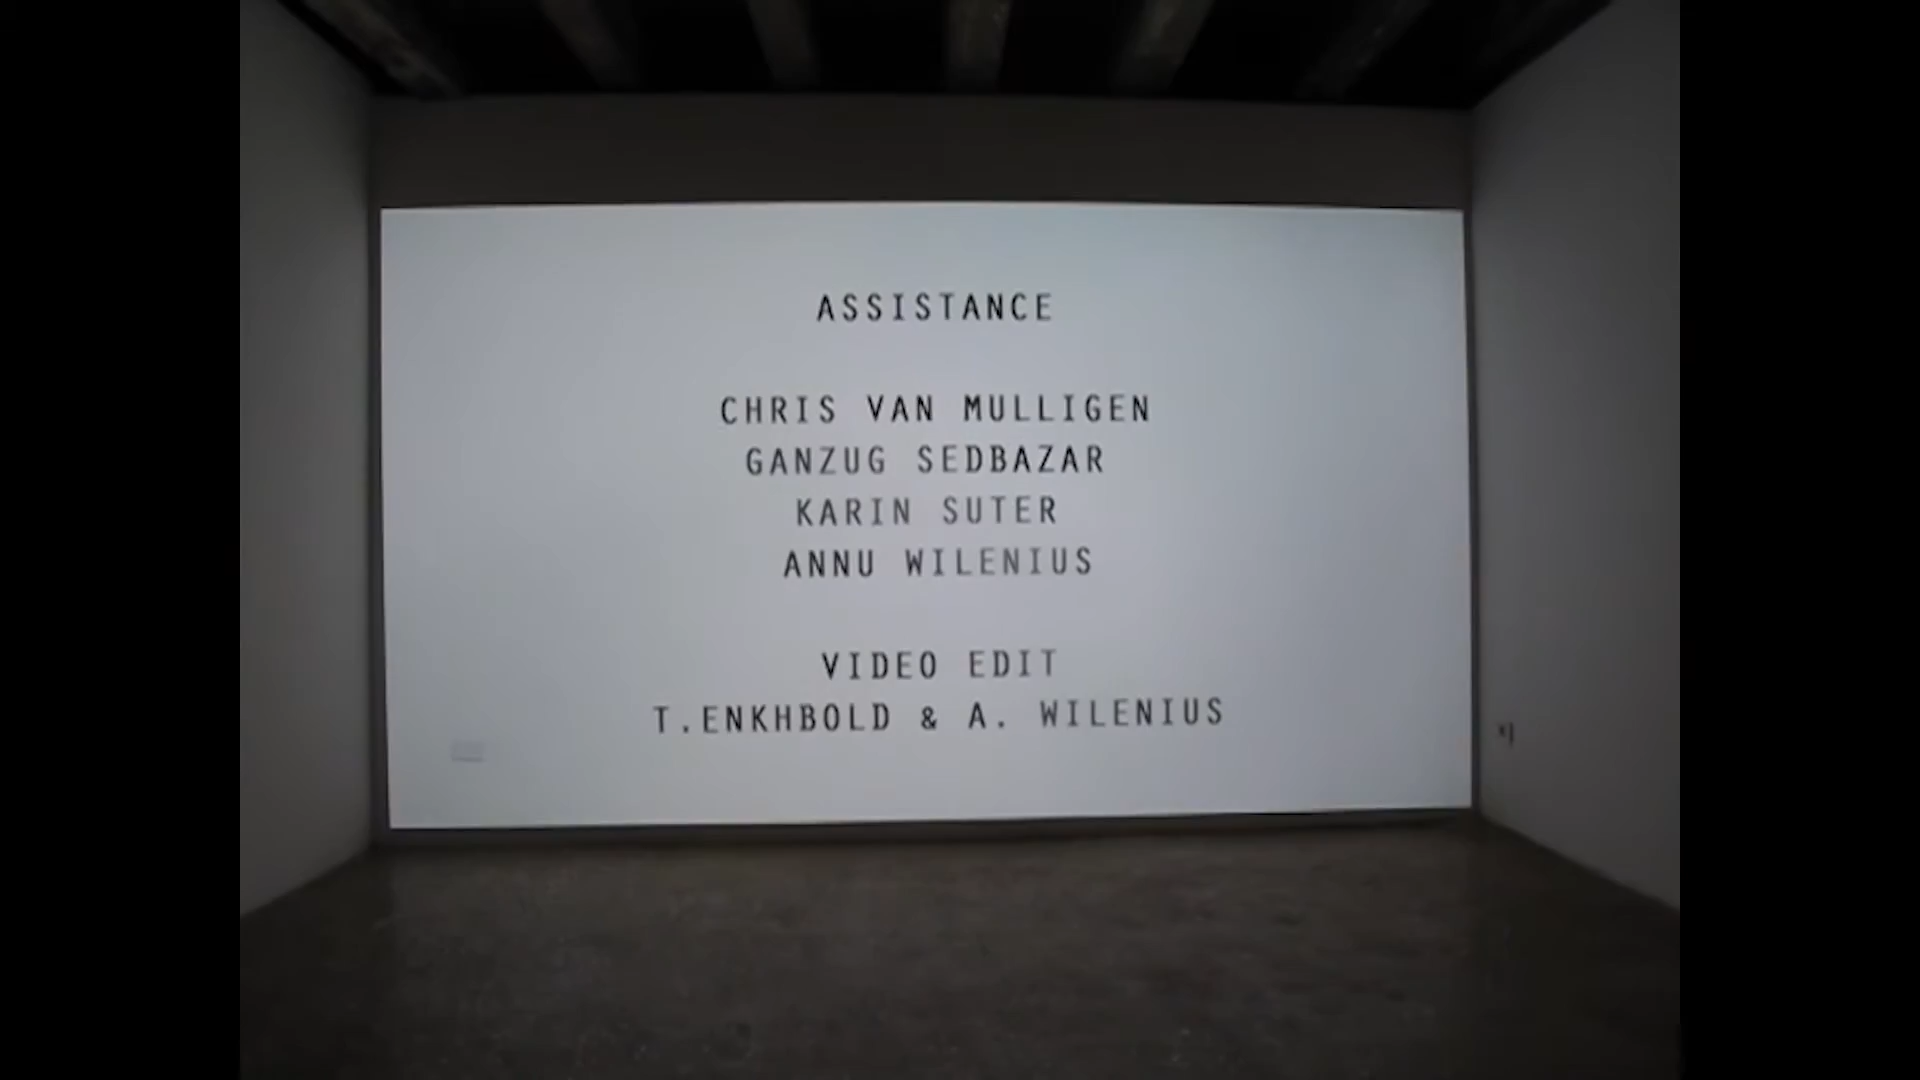 ASSISTANCE
CHRIS VAN MULLIGEN
GANZUG SEDBAZAR
KARIN SUTER
ANNU WILENIUS
VIDEO EDIT
T.ENKHBOLD & A. WILENIUS